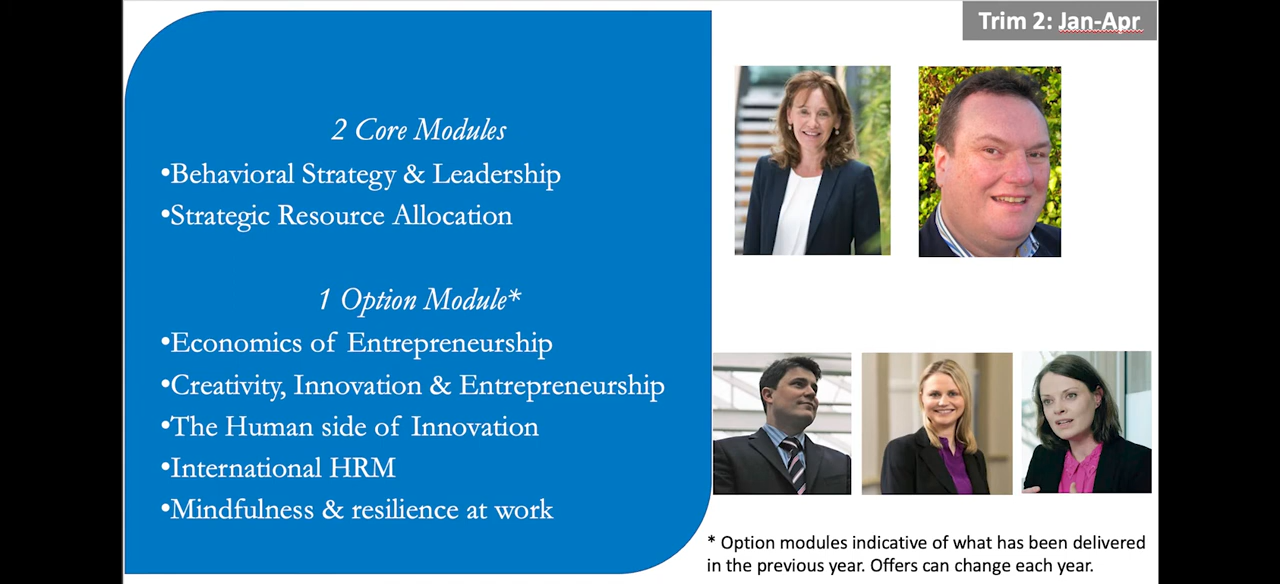 Trim 2: Jan-Apr
2 Core Modules
•Behavioral Strategy & Leadership
•Strategic Resource Allocation
1 Option Module*
•Economics of Entrepreneurship
•Creativity, Innovation & Entrepreneurship
•The Human side of Innovation
•International HRM
•Mindfulness & resilience at work
* Option modules indicative of what has been delivered
in the previous year. Offers can change each year.